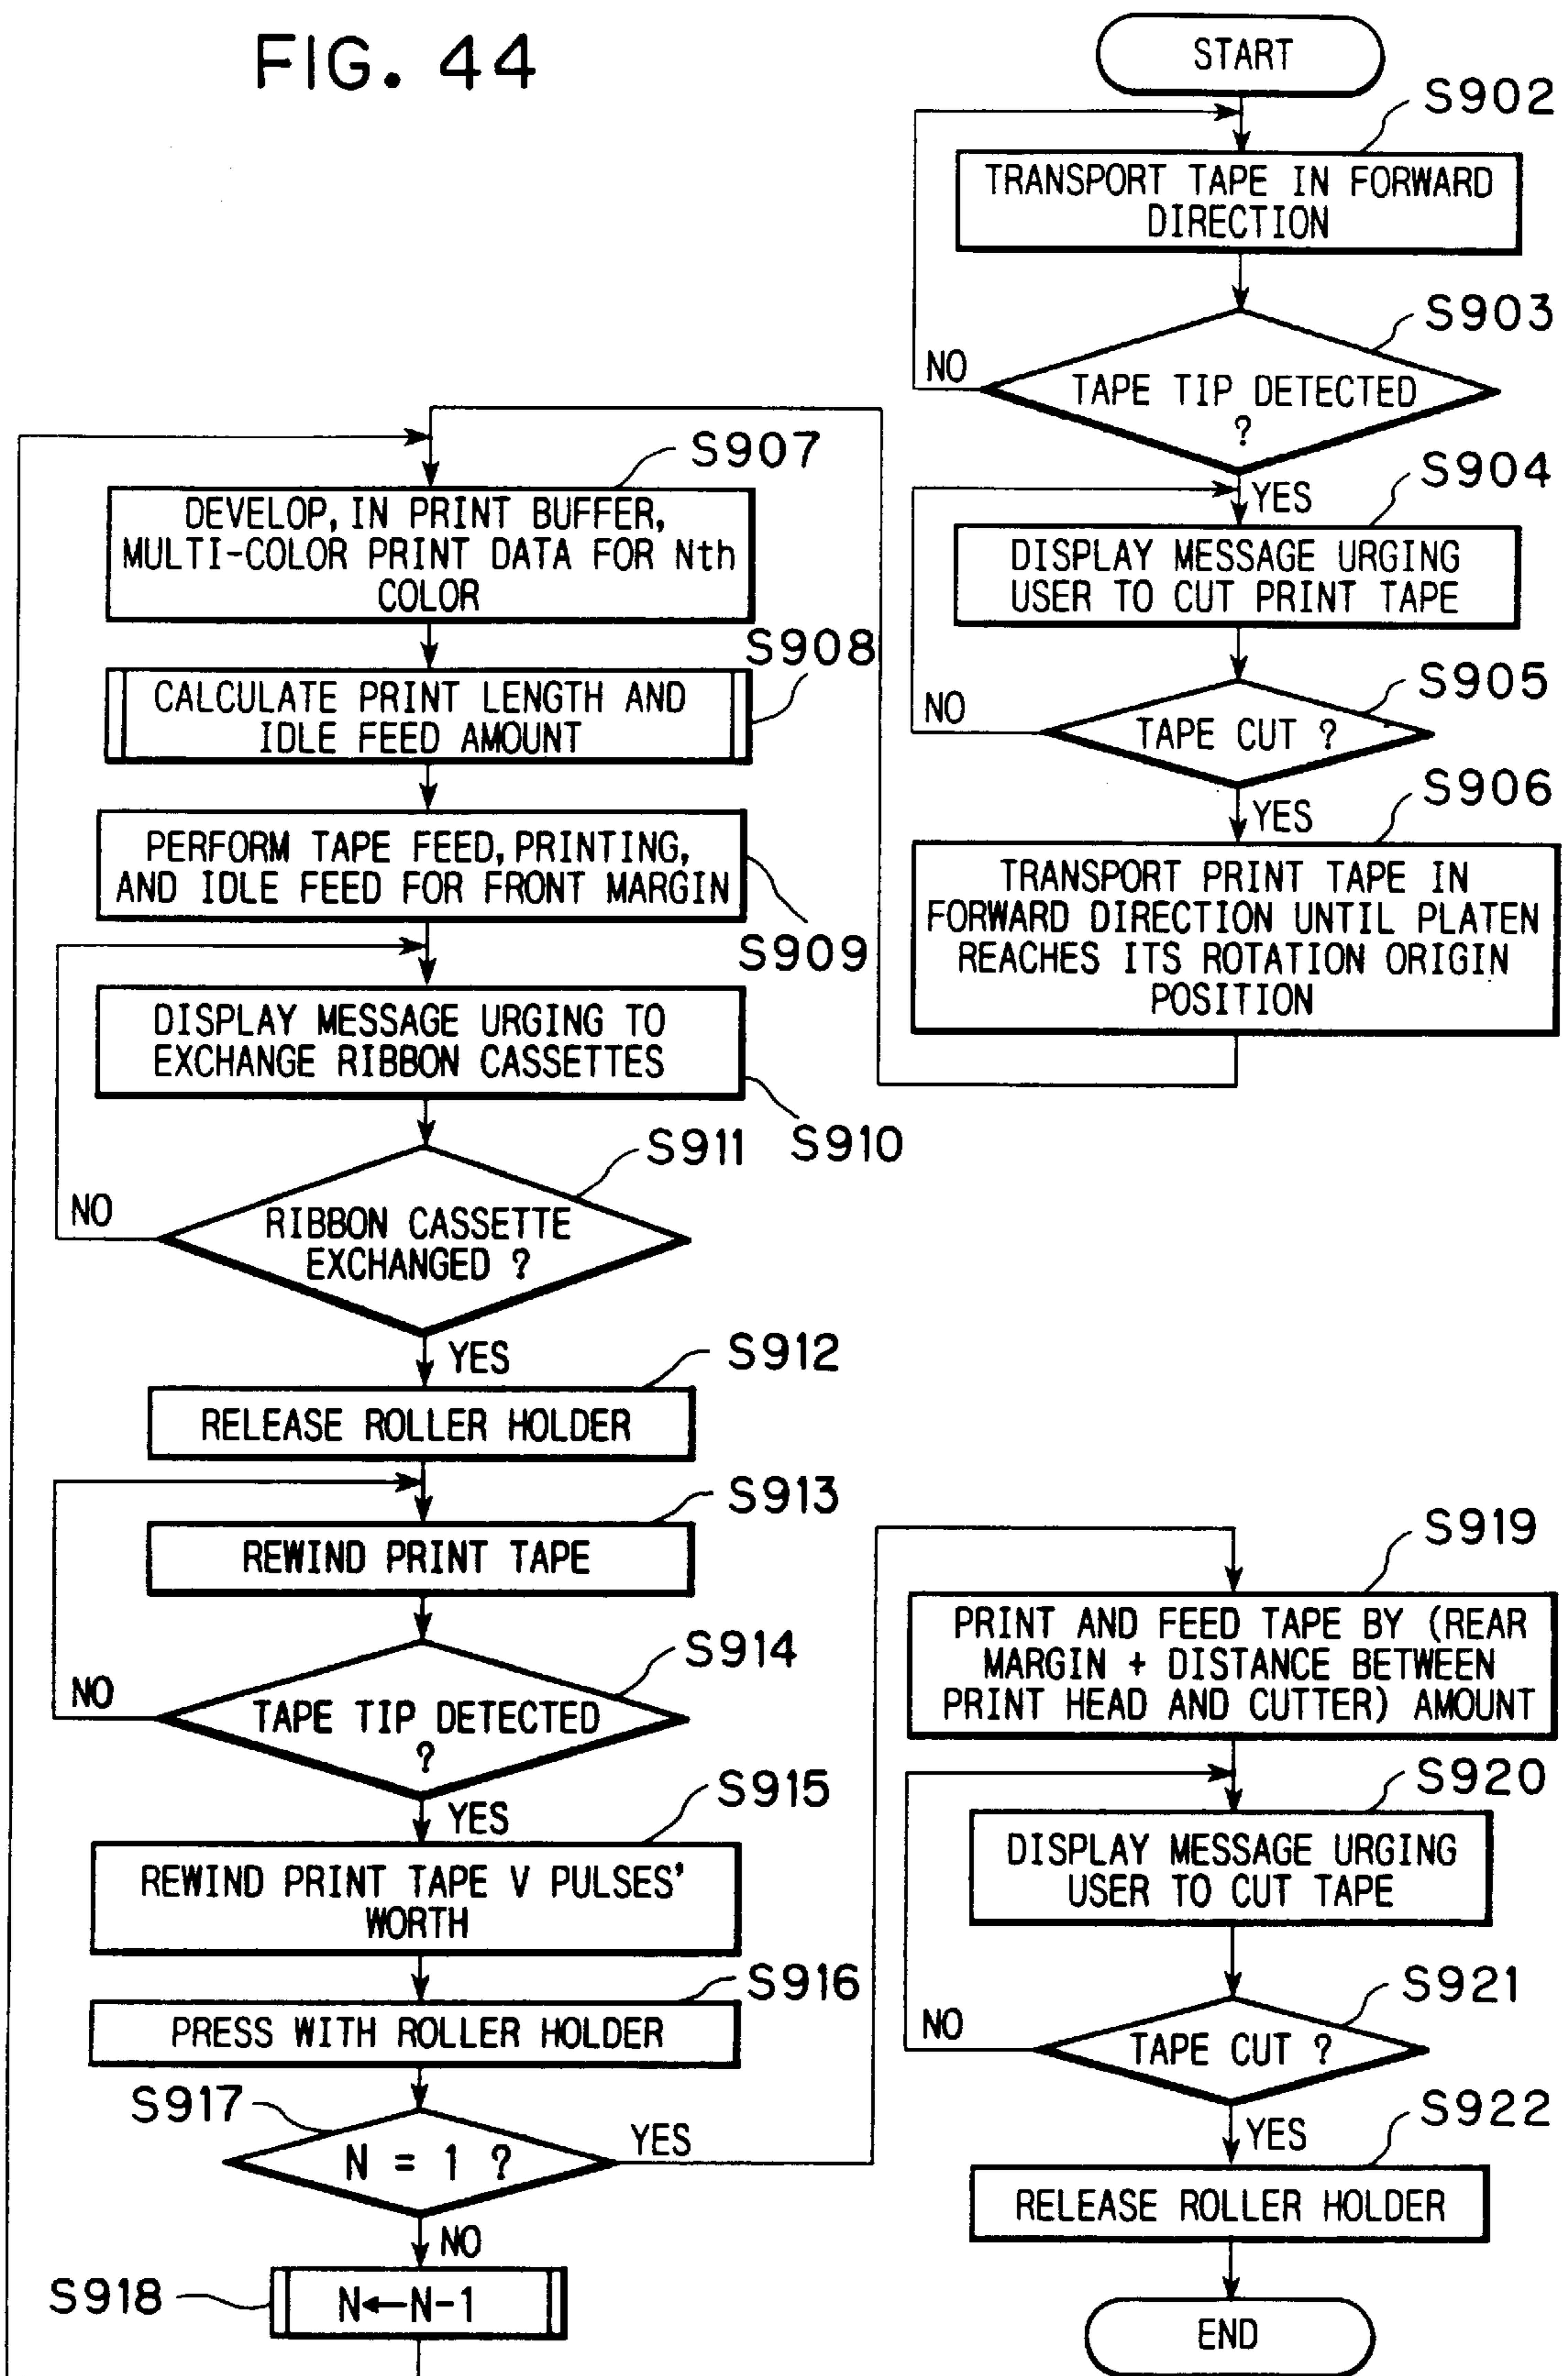 FIG. 44
START
S902
TRANSPORT TAPE IN FORWARD
DIRECTION
S903
TAPE TIP DETECTED
?
NO
YES
S904
DISPLAY MESSAGE URGING
USER TO CUT PRINT TAPE
S905
TAPE CUT ?
NO
YES
S906
TRANSPORT PRINT TAPE IN
FORWARD DIRECTION UNTIL PLATEN
REACHES ITS ROTATION ORIGIN
POSITION
S907
DEVELOP, IN PRINT BUFFER,
MULTI-COLOR PRINT DATA FOR Nth
COLOR
S908
CALCULATE PRINT LENGTH AND
IDLE FEED AMOUNT
PERFORM TAPE FEED, PRINTING,
AND IDLE FEED FOR FRONT MARGIN
S909
DISPLAY MESSAGE URGING TO
EXCHANGE RIBBON CASSETTES
S910
S911
RIBBON CASSETTE
EXCHANGED ?
NO
YES
S912
RELEASE ROLLER HOLDER
S913
REWIND PRINT TAPE
S914
TAPE TIP DETECTED
?
NO
YES
S915
REWIND PRINT TAPE V PULSES'
WORTH
S916
PRESS WITH ROLLER HOLDER
S917
N = 1 ?
YES
NO
S918
N←N-1
S919
PRINT AND FEED TAPE BY (REAR
MARGIN + DISTANCE BETWEEN
PRINT HEAD AND CUTTER) AMOUNT
S920
DISPLAY MESSAGE URGING
USER TO CUT TAPE
S921
TAPE CUT ?
NO
YES
S922
RELEASE ROLLER HOLDER
END